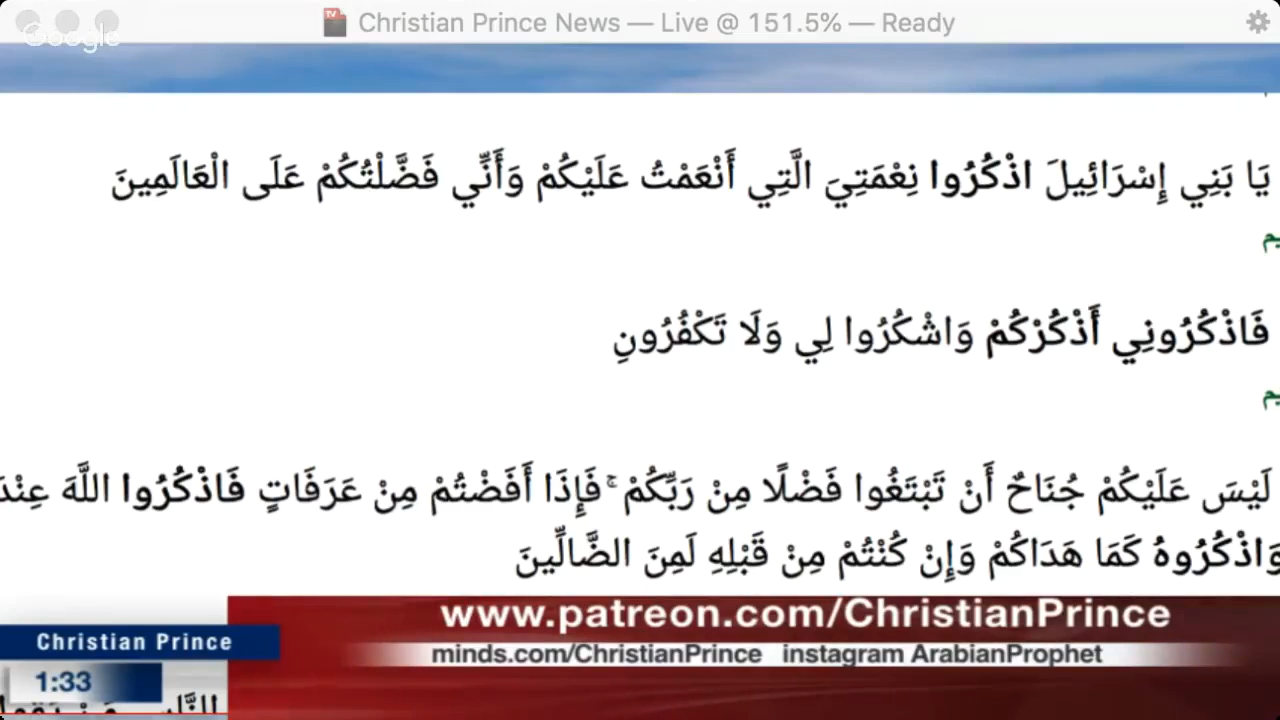 Christian Prince News — Live @ 151.5% — Ready
Google
يَا بَنِي إِسْرَائِيلَ اذْكُرُوا نِعْمَتِيَ الَّتِي أَنْعَمْتُ عَلَيْكُمْ وَأَنِّي فَضَّلْتُكُمْ عَلَى الْعَالَمِينَ
فَاذْكُرُونِي أَذْكُرْكُمْ وَاشْكُرُوا لِي وَلَا تَكْفُرُونِ
لَيْسَ عَلَيْكُمْ جُنَاحٌ أَنْ تَبْتَغُوا فَضْلًا مِنْ رَبِّكُمْ ۚ فَإِذَا أَفَضْتُمْ مِنْ عَرَفَاتٍ فَاذْكُرُوا اللَّهَ عِنْدَ
وَاذْكُرُوهُ كَمَا هَدَاكُمْ وَإِنْ كُنْتُمْ مِنْ قَبْلِهِ لَمِنَ الضَّالِّينَ
www.patreon.com/ChristianPrince
Christian Prince
minds.com/ChristianPrince instagram ArabianProphet
1:33